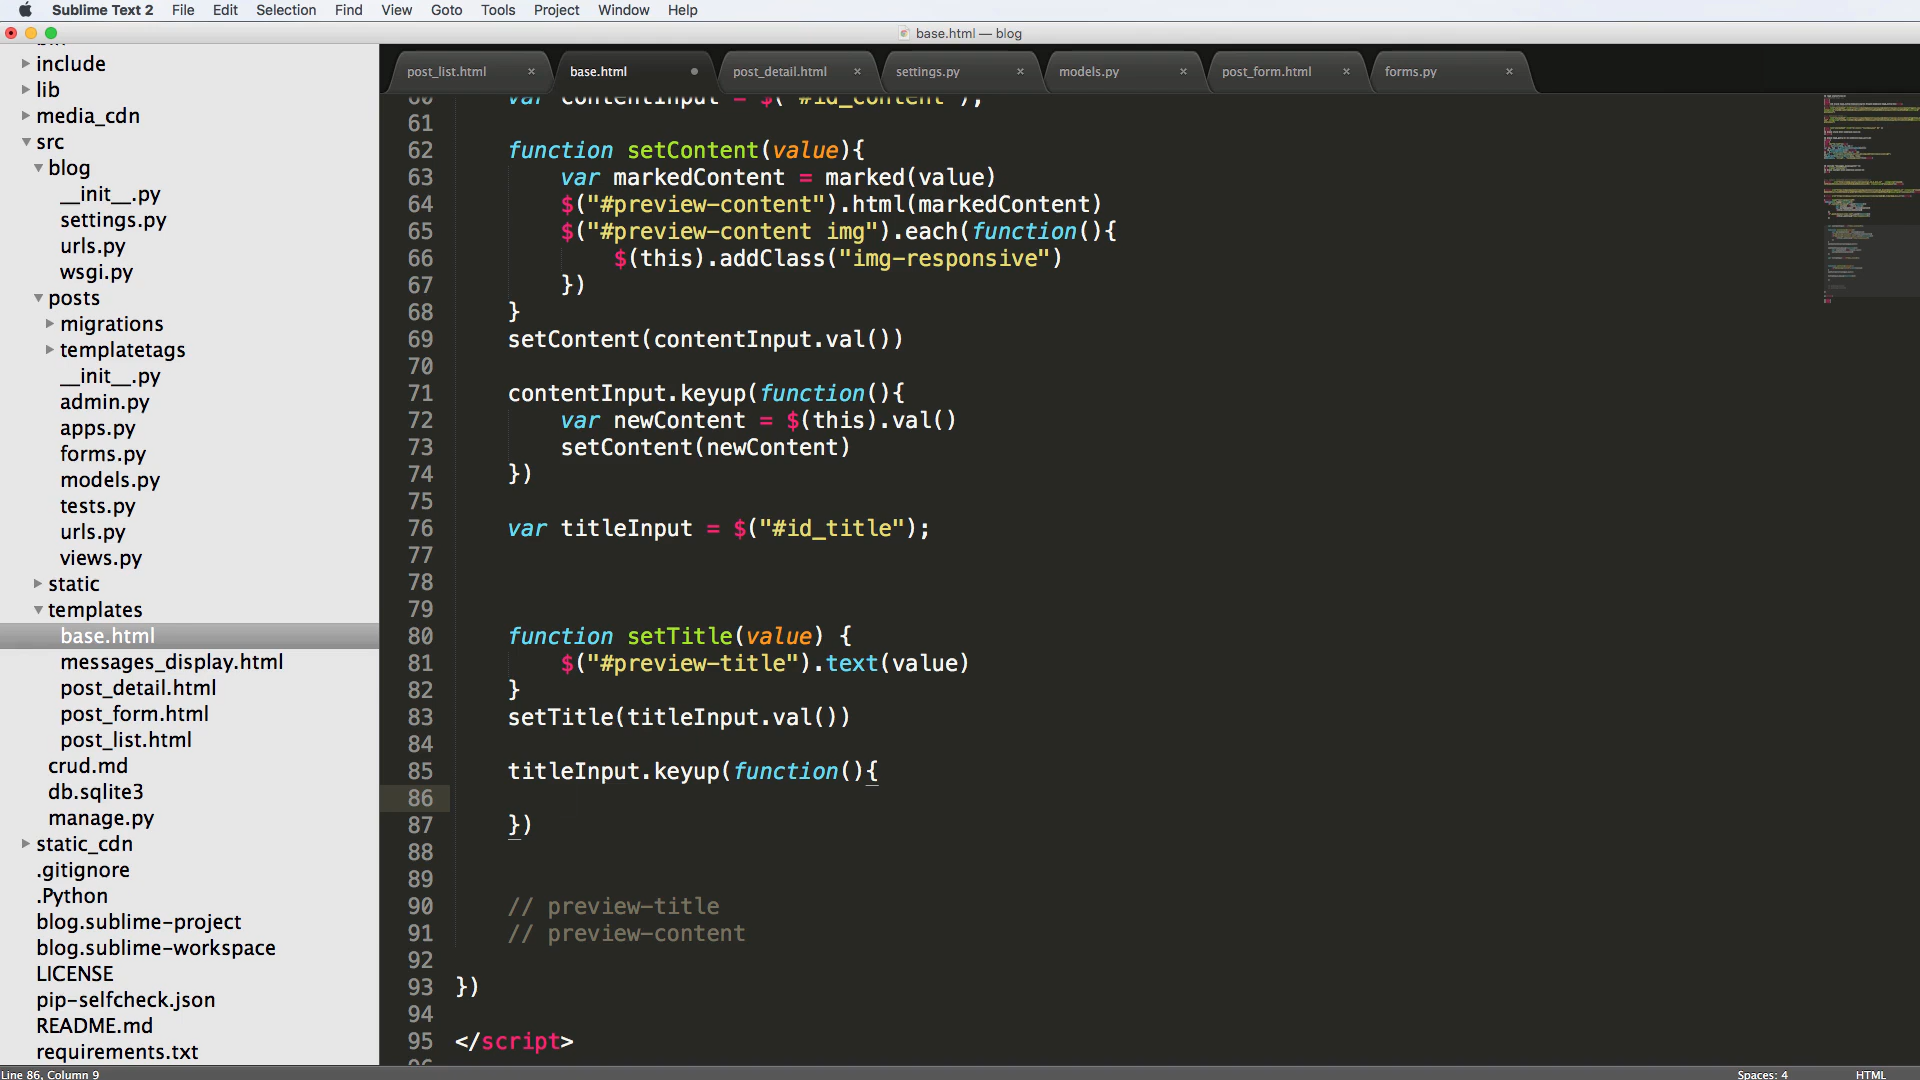 Sublime Text 2 File Edit Selection Find View Goto Tools Project Window Help
base.html — blog
include
lib
media_cdn
src
blog
__init__.py
settings.py
urls.py
wsgi.py
posts
migrations
templatetags
__init__.py
admin.py
apps.py
forms.py
models.py
tests.py
urls.py
views.py
static
templates
base.html
messages_display.html
post_detail.html
post_form.html
post_list.html
crud.md
db.sqlite3
manage.py
static_cdn
.gitignore
.Python
blog.sublime-project
blog.sublime-workspace
LICENSE
pip-selfcheck.json
README.md
requirements.txt
post_list.html × base.html post_detail.html × settings.py × models.py × post_form.html × forms.py ×
60 var contentInput = $("#id_content");
61
62 function setContent(value){
63 var markedContent = marked(value)
64 $("#preview-content").html(markedContent)
65 $("#preview-content img").each(function(){
66 $(this).addClass("img-responsive")
67 })
68 }
69 setContent(contentInput.val())
70
71 contentInput.keyup(function(){
72 var newContent = $(this).val()
73 setContent(newContent)
74 })
75
76 var titleInput = $("#id_title");
77
78
79
80 function setTitle(value) {
81 $("#preview-title").text(value)
82 }
83 setTitle(titleInput.val())
84
85 titleInput.keyup(function(){
86
87 })
88
89
90 // preview-title
91 // preview-content
92
93 })
94
95 </script>
Line 86, Column 9 Spaces: 4 HTML